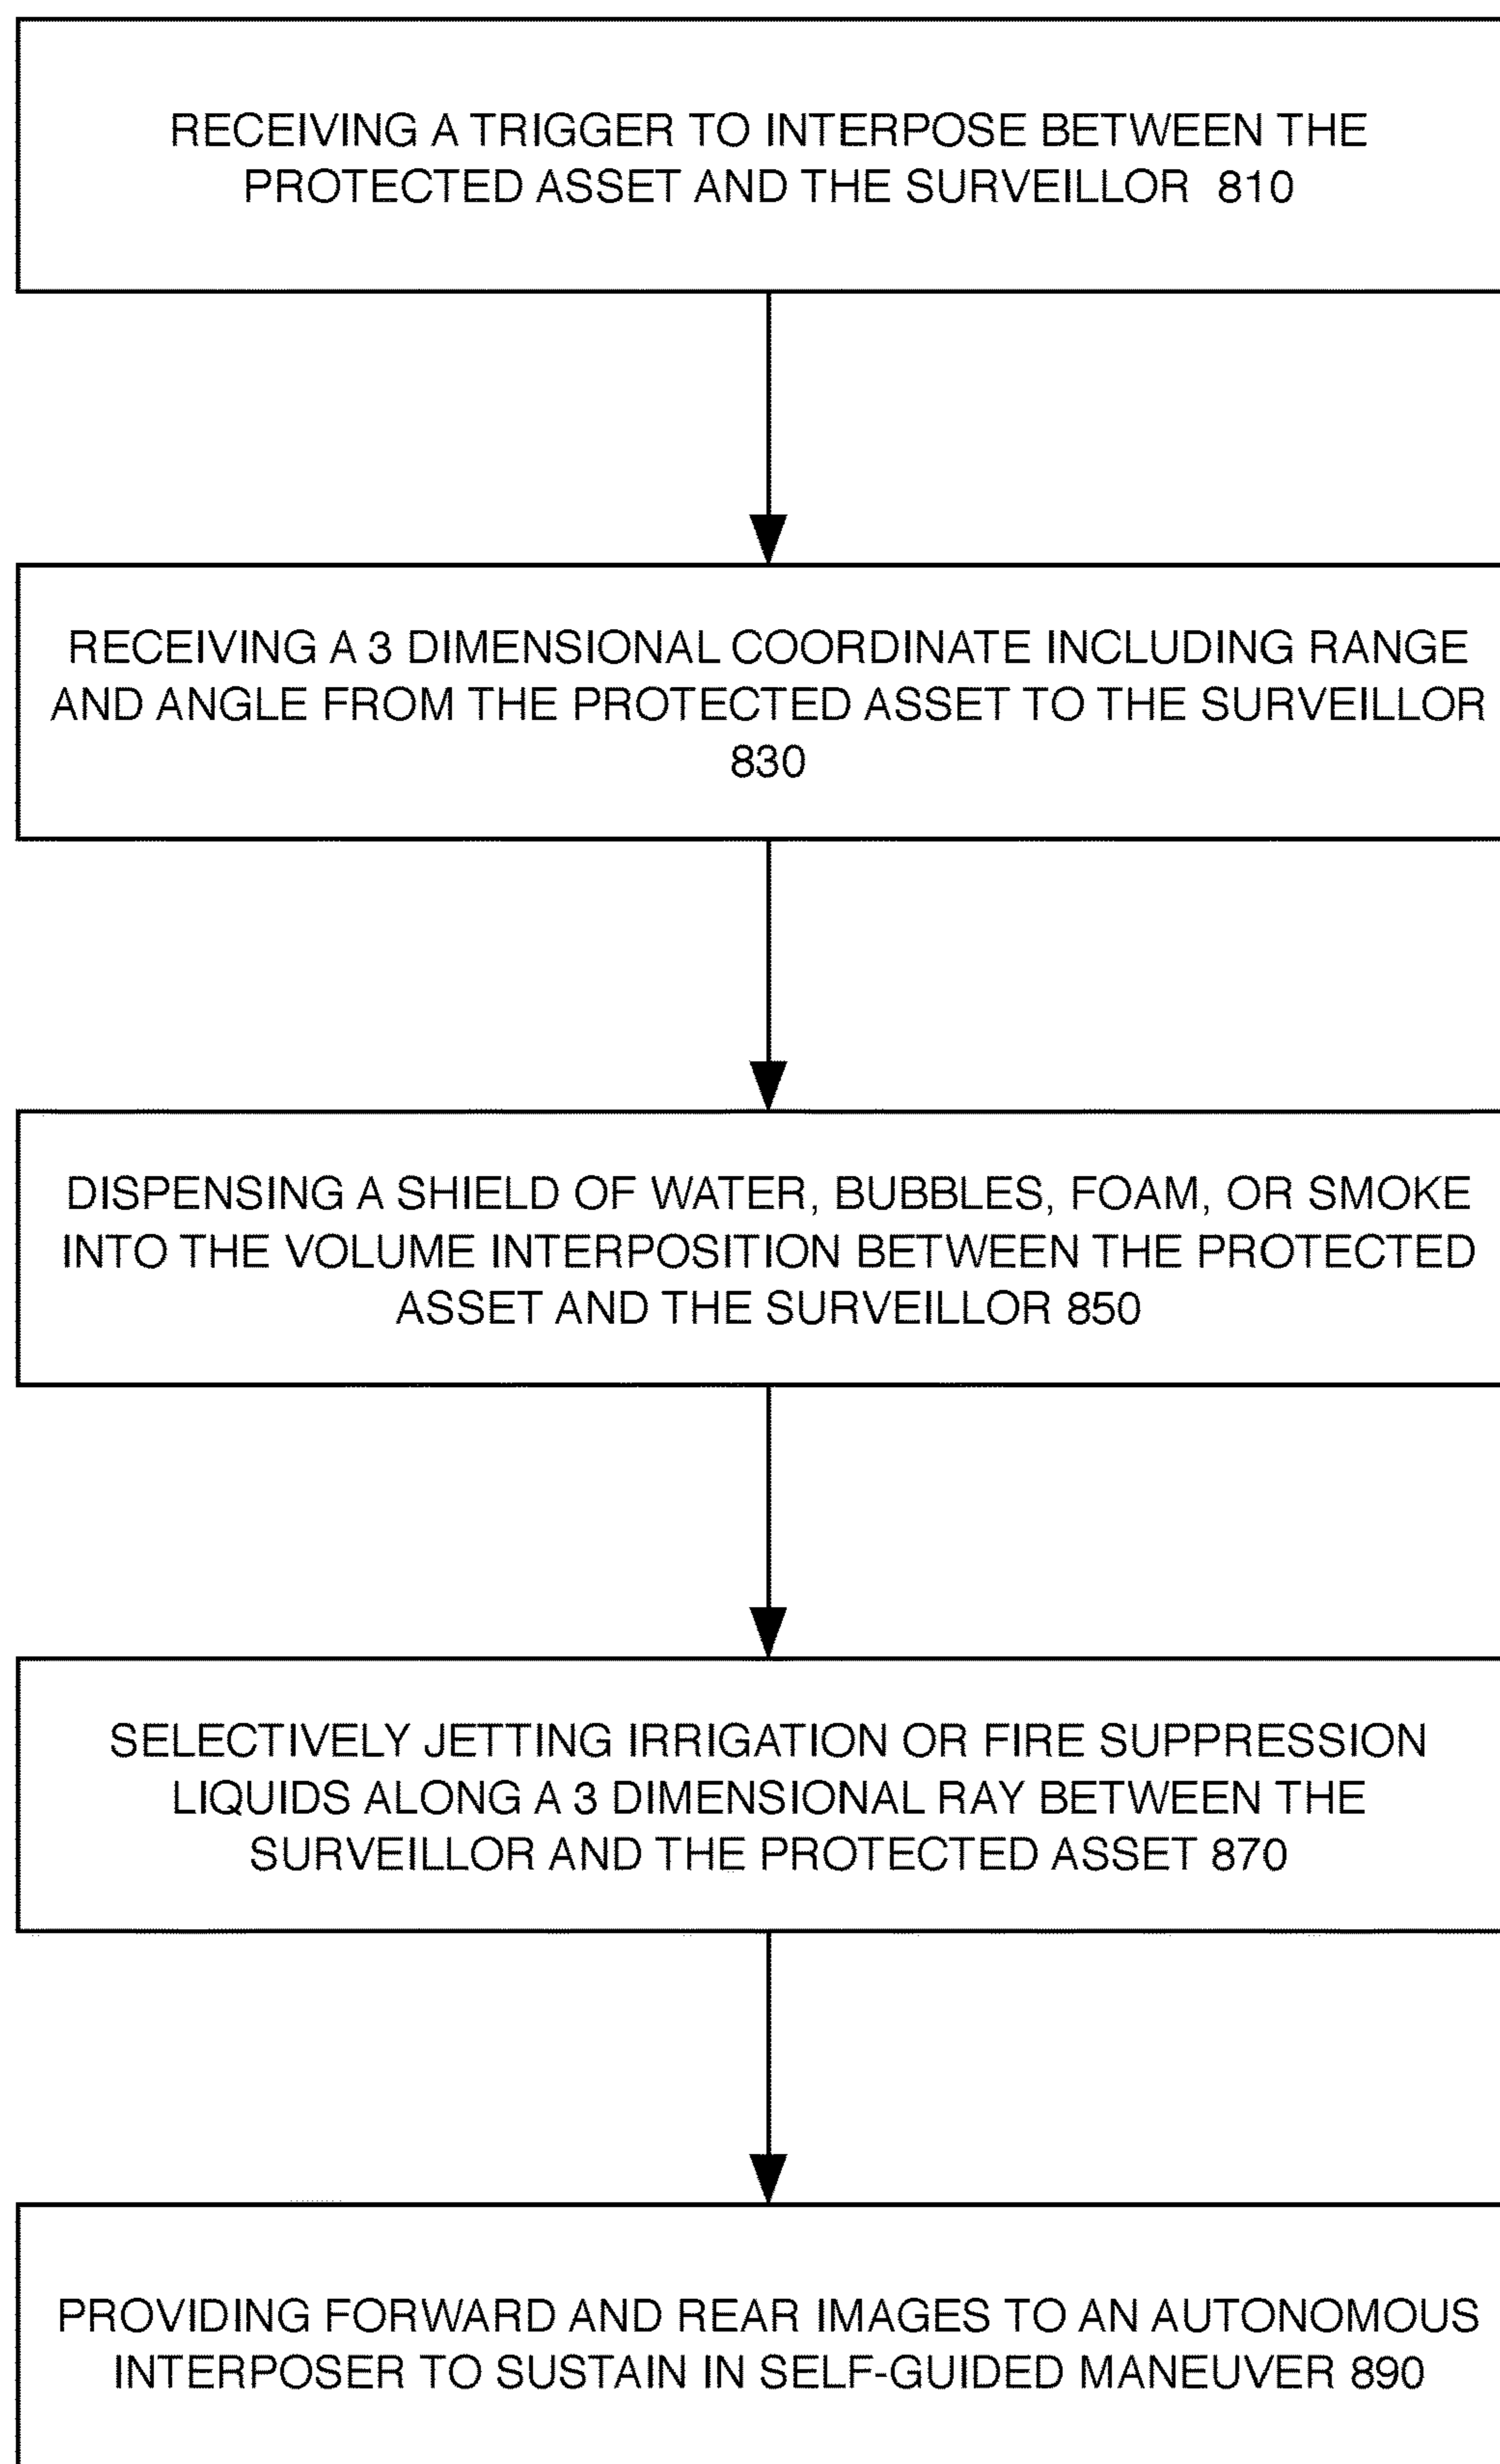 RECEIVING A TRIGGER TO INTERPOSE BETWEEN THE
PROTECTED ASSET AND THE SURVEILLOR 810
RECEIVING A 3 DIMENSIONAL COORDINATE INCLUDING RANGE
AND ANGLE FROM THE PROTECTED ASSET TO THE SURVEILLOR
830
DISPENSING A SHIELD OF WATER, BUBBLES, FOAM, OR SMOKE
INTO THE VOLUME INTERPOSITION BETWEEN THE PROTECTED
ASSET AND THE SURVEILLOR 850
SELECTIVELY JETTING IRRIGATION OR FIRE SUPPRESSION
LIQUIDS ALONG A 3 DIMENSIONAL RAY BETWEEN THE
SURVEILLOR AND THE PROTECTED ASSET 870
PROVIDING FORWARD AND REAR IMAGES TO AN AUTONOMOUS
INTERPOSER TO SUSTAIN IN SELF-GUIDED MANEUVER 890